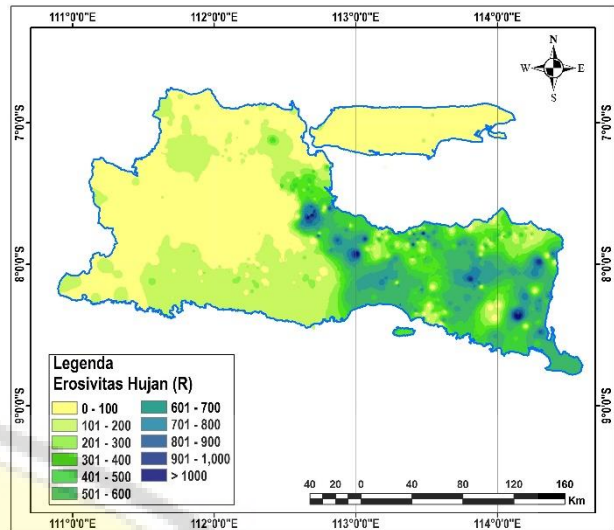 111°0'0"E 112°0'0"E 113°0'0"E 114°0'0"E
N
W E
S
7°0'0"S 7°0'0"S
8°0'0"S 8°0'0"S
9°0'0"S 9°0'0"S
Legenda
Erosivitas Hujan (R)
0 - 100 601 - 700
101 - 200 701 - 800
201 - 300 801 - 900
301 - 400 901 - 1,000
401 - 500 > 1000
501 - 600
40 20 0 40 80 120 160
Km
111°0'0"E 112°0'0"E 113°0'0"E 114°0'0"E